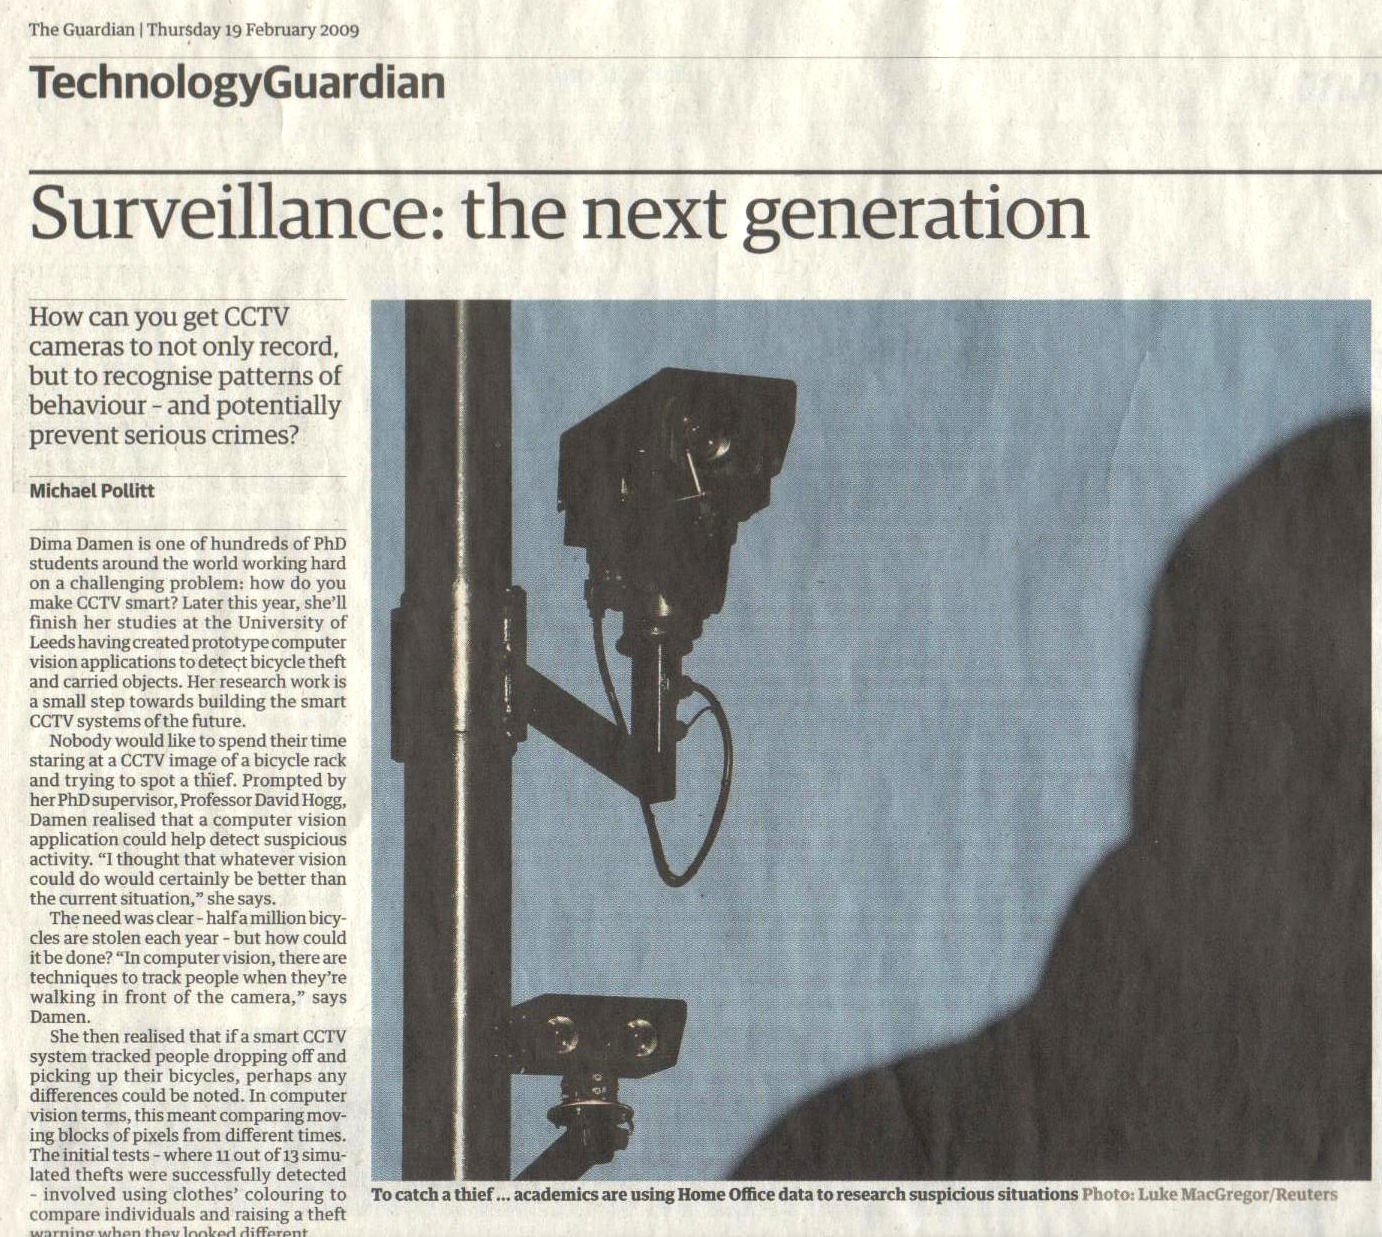 The Guardian | Thursday 19 February 2009
TechnologyGuardian
Surveillance: the next generation
How can you get CCTV
cameras to not only record,
but to recognise patterns of
behaviour – and potentially
prevent serious crimes?
Michael Pollitt
Dima Damen is one of hundreds of PhD
students around the world working hard
on a challenging problem: how do you
make CCTV smart? Later this year, she’ll
finish her studies at the University of
Leeds having created prototype computer
vision applications to detect bicycle theft
and carried objects. Her research work is
a small step towards building the smart
CCTV systems of the future.
Nobody would like to spend their time
staring at a CCTV image of a bicycle rack
and trying to spot a thief. Prompted by
her PhD supervisor, Professor David Hogg,
Damen realised that a computer vision
application could help detect suspicious
activity. “I thought that whatever vision
could do would certainly be better than
the current situation,” she says.
The need was clear – half a million bicy-
cles are stolen each year – but how could
it be done? “In computer vision, there are
techniques to track people when they’re
walking in front of the camera,” says
Damen.
She then realised that if a smart CCTV
system tracked people dropping off and
picking up their bicycles, perhaps any
differences could be noted. In computer
vision terms, this meant comparing mov-
ing blocks of pixels from different times.
The initial tests – where 11 out of 13 simu-
lated thefts were successfully detected
– involved using clothes’ colouring to
compare individuals and raising a theft
warning when they looked different.
To catch a thief ... academics are using Home Office data to research suspicious situations Photo: Luke MacGregor/Reuters